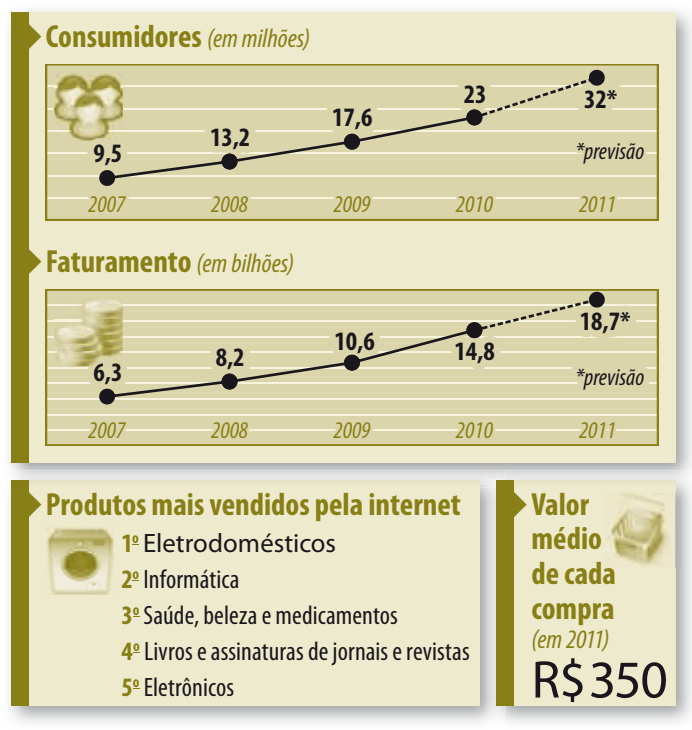 Consumidores (em milhões)
9,5 13,2 17,6 23 32*
*previsão
2007 2008 2009 2010 2011
Faturamento (em bilhões)
6,3 8,2 10,6 14,8 18,7*
*previsão
2007 2008 2009 2010 2011
Produtos mais vendidos pela internet
1º Eletrodomésticos
2º Informática
3º Saúde, beleza e medicamentos
4º Livros e assinaturas de jornais e revistas
5º Eletrônicos
Valor
médio
de cada
compra
(em 2011)
R$ 350